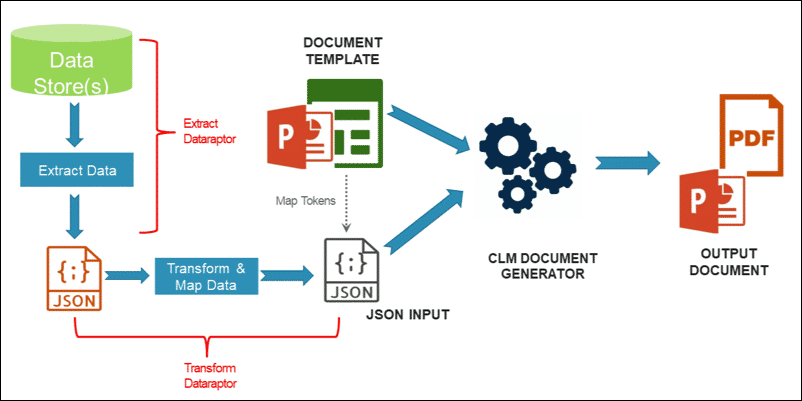 Data
Store(s)
Extract Data
{;}
JSON
Extract
Dataraptor
DOCUMENT
TEMPLATE
P
Map Tokens
Transform &
Map Data
{;}
JSON
JSON INPUT
Transform
Dataraptor
CLM DOCUMENT
GENERATOR
PDF
P
OUTPUT
DOCUMENT